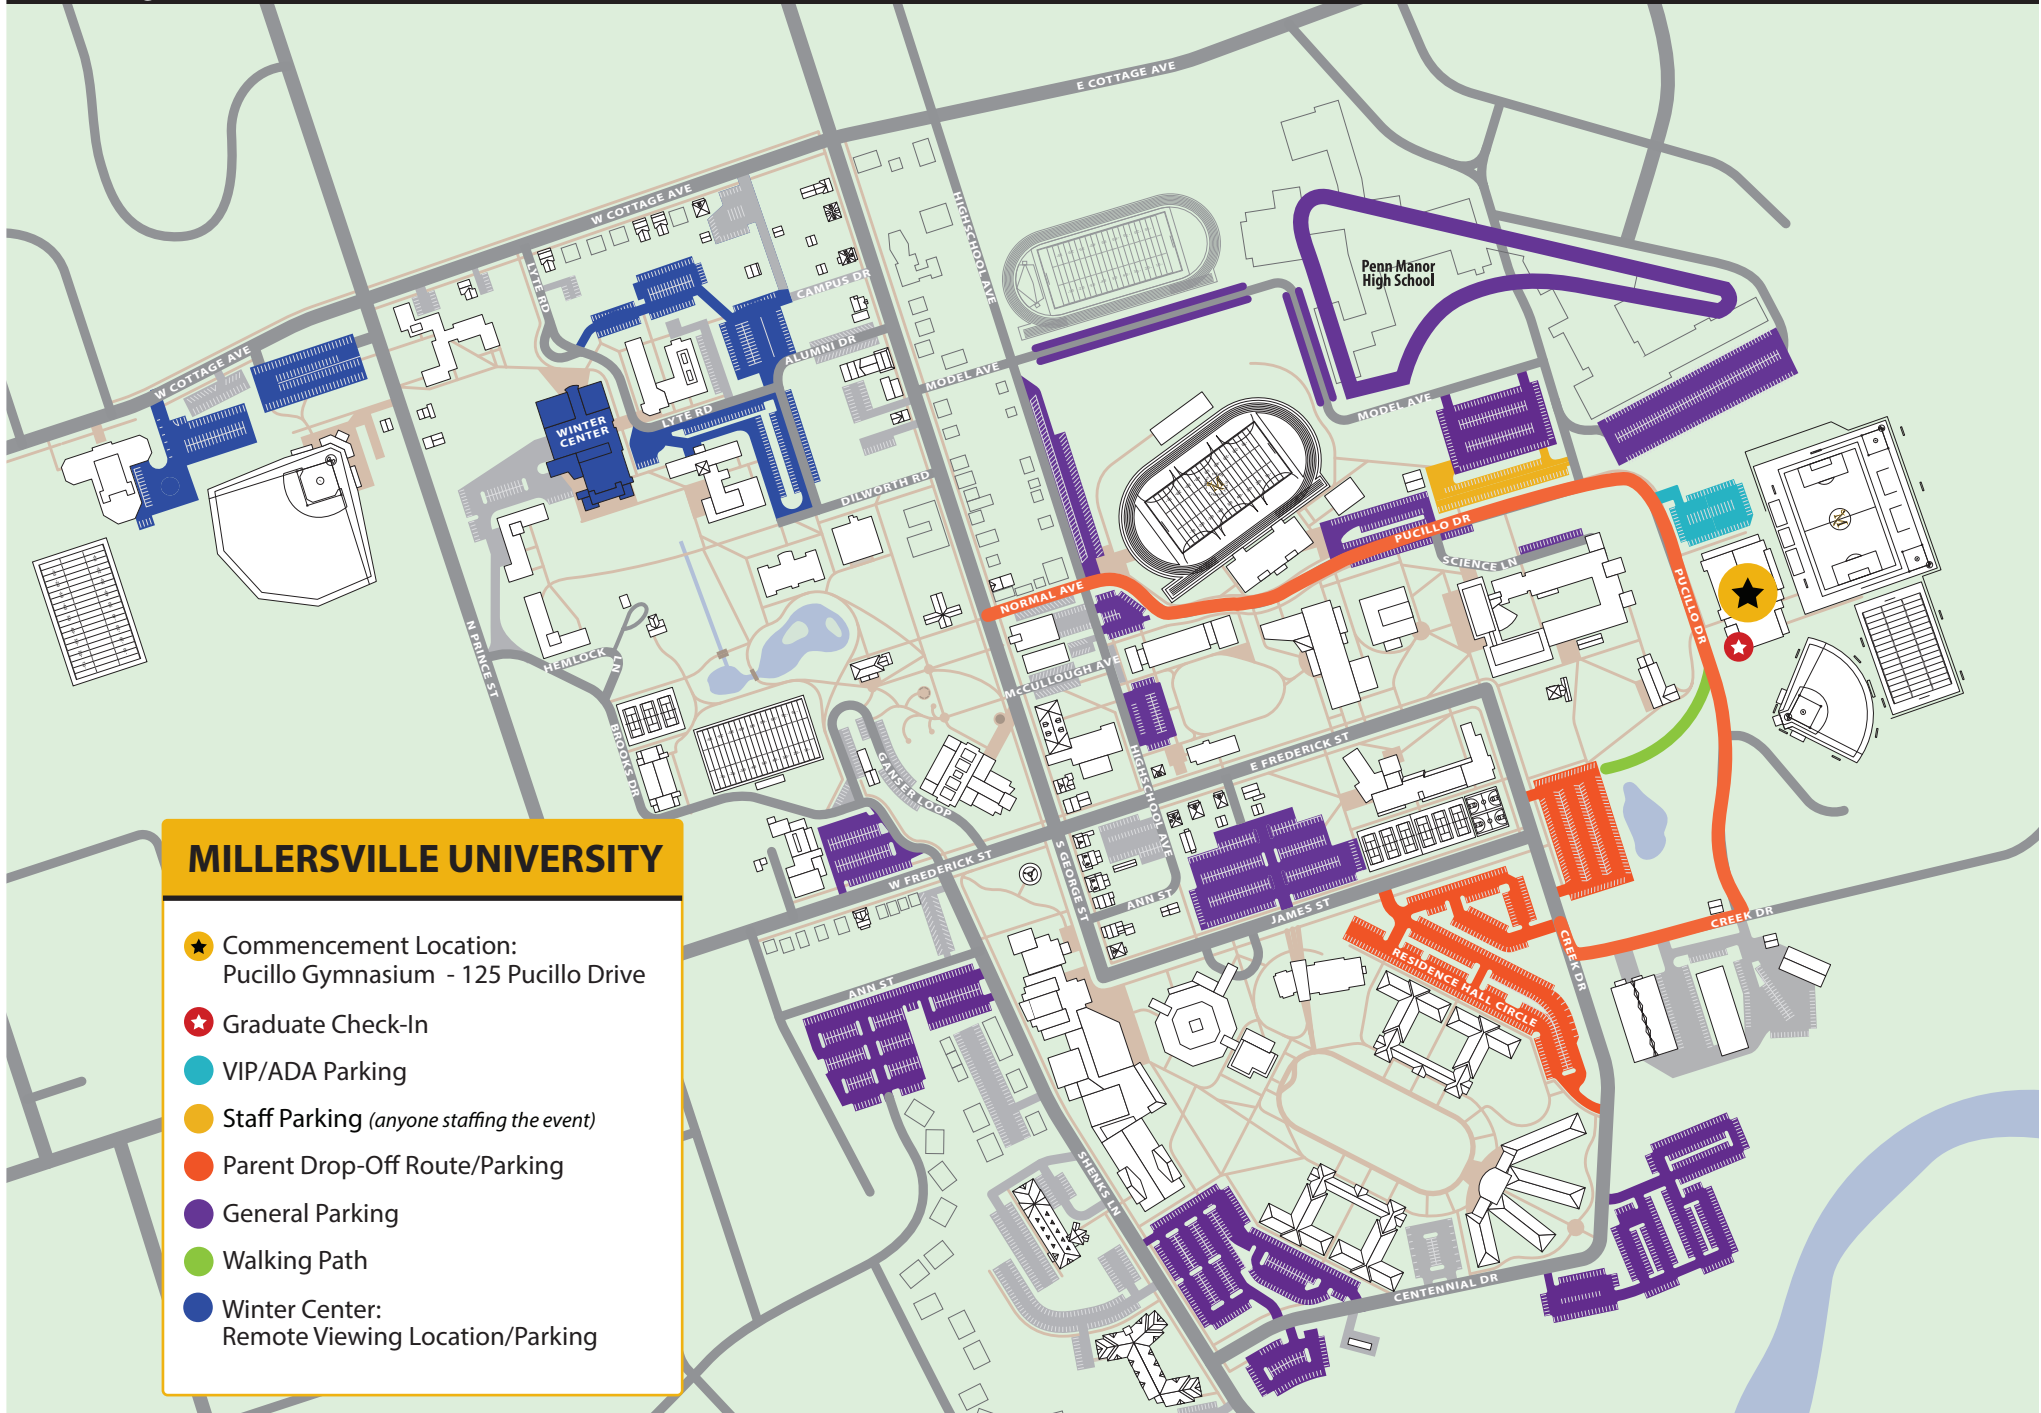 E COTTAGE AVE
W COTTAGE AVE
HIGHSCHOOL AVE
LYTE RD
CAMPUS DR
Penn Manor
High School
ALUMNI DR
W COTTAGE AVE
MODEL AVE
MODEL AVE
LYTE RD
WINTER
CENTER
DILWORTH RD
M
PUCILLO DR
M
SCIENCE LN
NORMAL AVE
PUCILLO DR
N PRINCE ST
HEMLOCK
LN
McCULLOUGH AVE
BROOKS DR
GANSER LOOP
HIGHSCHOOL AVE
E FREDERICK ST
W FREDERICK ST
S GEORGE ST
ANN ST
JAMES ST
CREEK DR
CREEK DR
RESIDENCE HALL CIRCLE
ANN ST
SHENKS LN
CENTENNIAL DR
MILLERSVILLE UNIVERSITY
Commencement Location:
Pucillo Gymnasium - 125 Pucillo Drive
Graduate Check-In
VIP/ADA Parking
Staff Parking (anyone staffing the event)
Parent Drop-Off Route/Parking
General Parking
Walking Path
Winter Center:
Remote Viewing Location/Parking